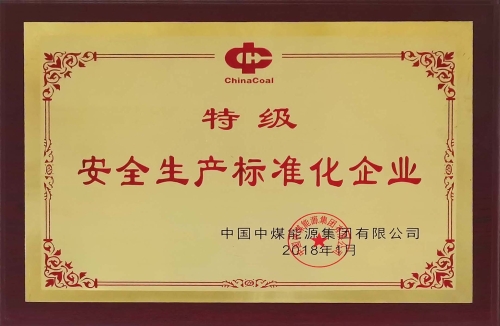 ChinaCoal
特级
安全生产标准化企业
中国中煤能源集团有限公司
2018年1月